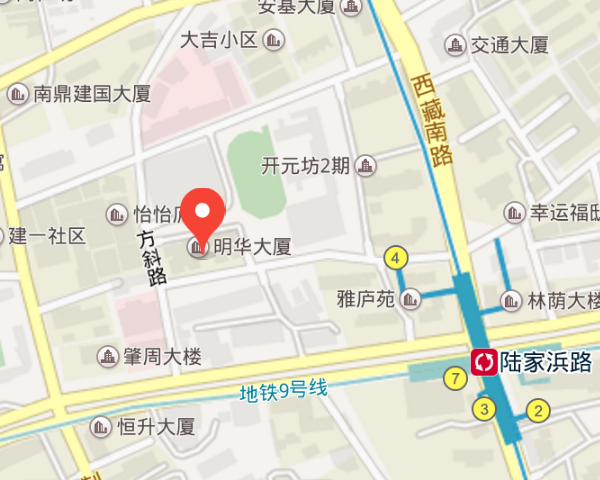 安基大厦
大吉小区
交通大厦
南鼎建国大厦
西藏南路
开元坊2期
怡怡
幸运福邸
建一社区
方斜路
明华大厦
4
雅庐苑
林荫大楼
肇周大楼
陆家浜路
7
地铁9号线
3
2
恒升大厦